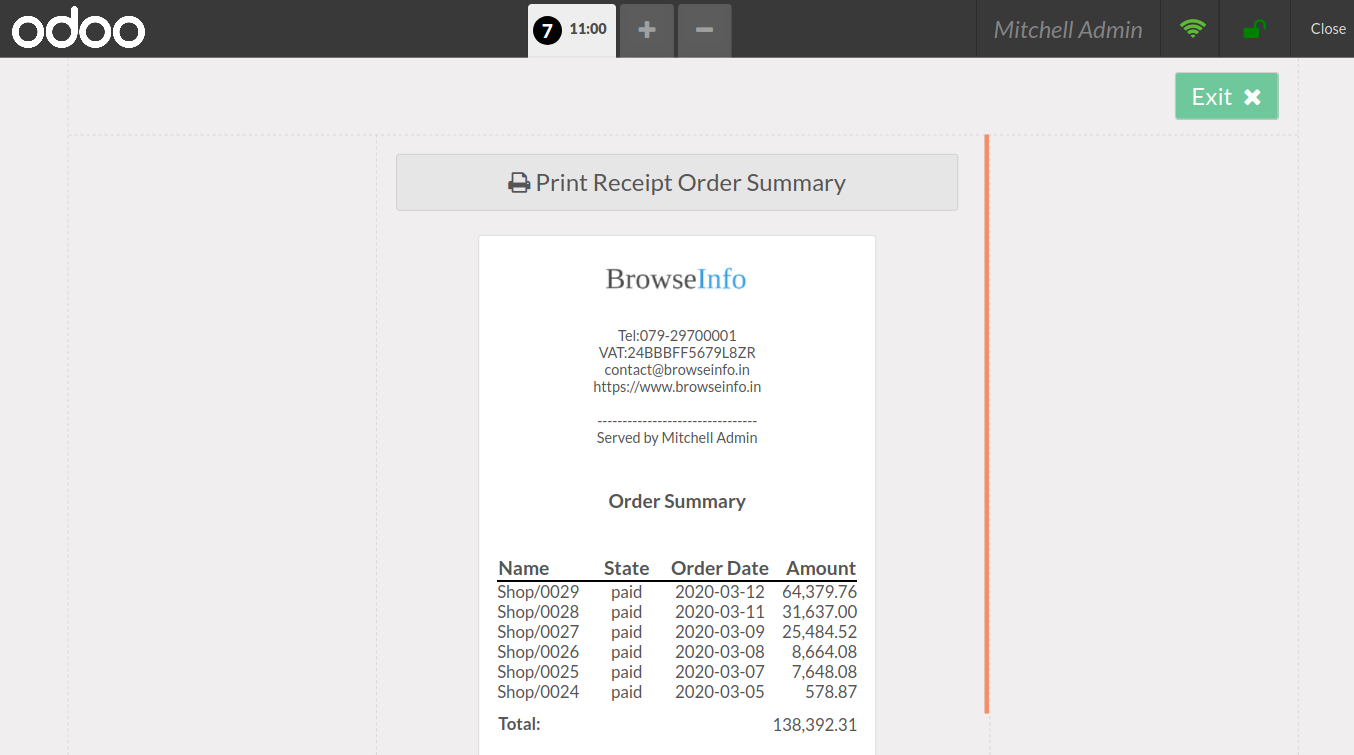 odoo
7 11:00 + −
Mitchell Admin
Close
Exit ✖
Print Receipt Order Summary
BrowseInfo
Tel:079-29700001
VAT:24BBBFF5679L8ZR
contact@browseinfo.in
https://www.browseinfo.in
--------------------------------
Served by Mitchell Admin
Order Summary
Name State Order Date Amount
Shop/0029 paid 2020-03-12 64,379.76
Shop/0028 paid 2020-03-11 31,637.00
Shop/0027 paid 2020-03-09 25,484.52
Shop/0026 paid 2020-03-08 8,664.08
Shop/0025 paid 2020-03-07 7,648.08
Shop/0024 paid 2020-03-05 578.87
Total: 138,392.31